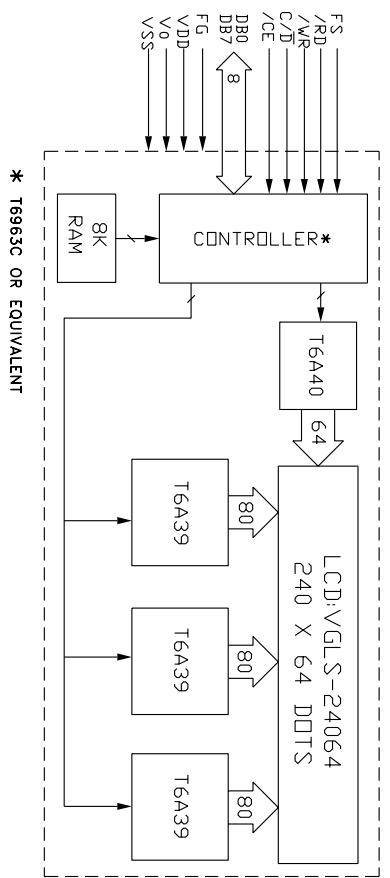 FS
/RD
/WR
C/D
/CE
DB0
DB7
8
FG
VDD
Vo
VSS
CONTROLLER*
8K
RAM
T6A40
64
LCD:VGLS-24064
240 X 64 DOTS
80
80
80
T6A39
T6A39
T6A39
* T6963C OR EQUIVALENT